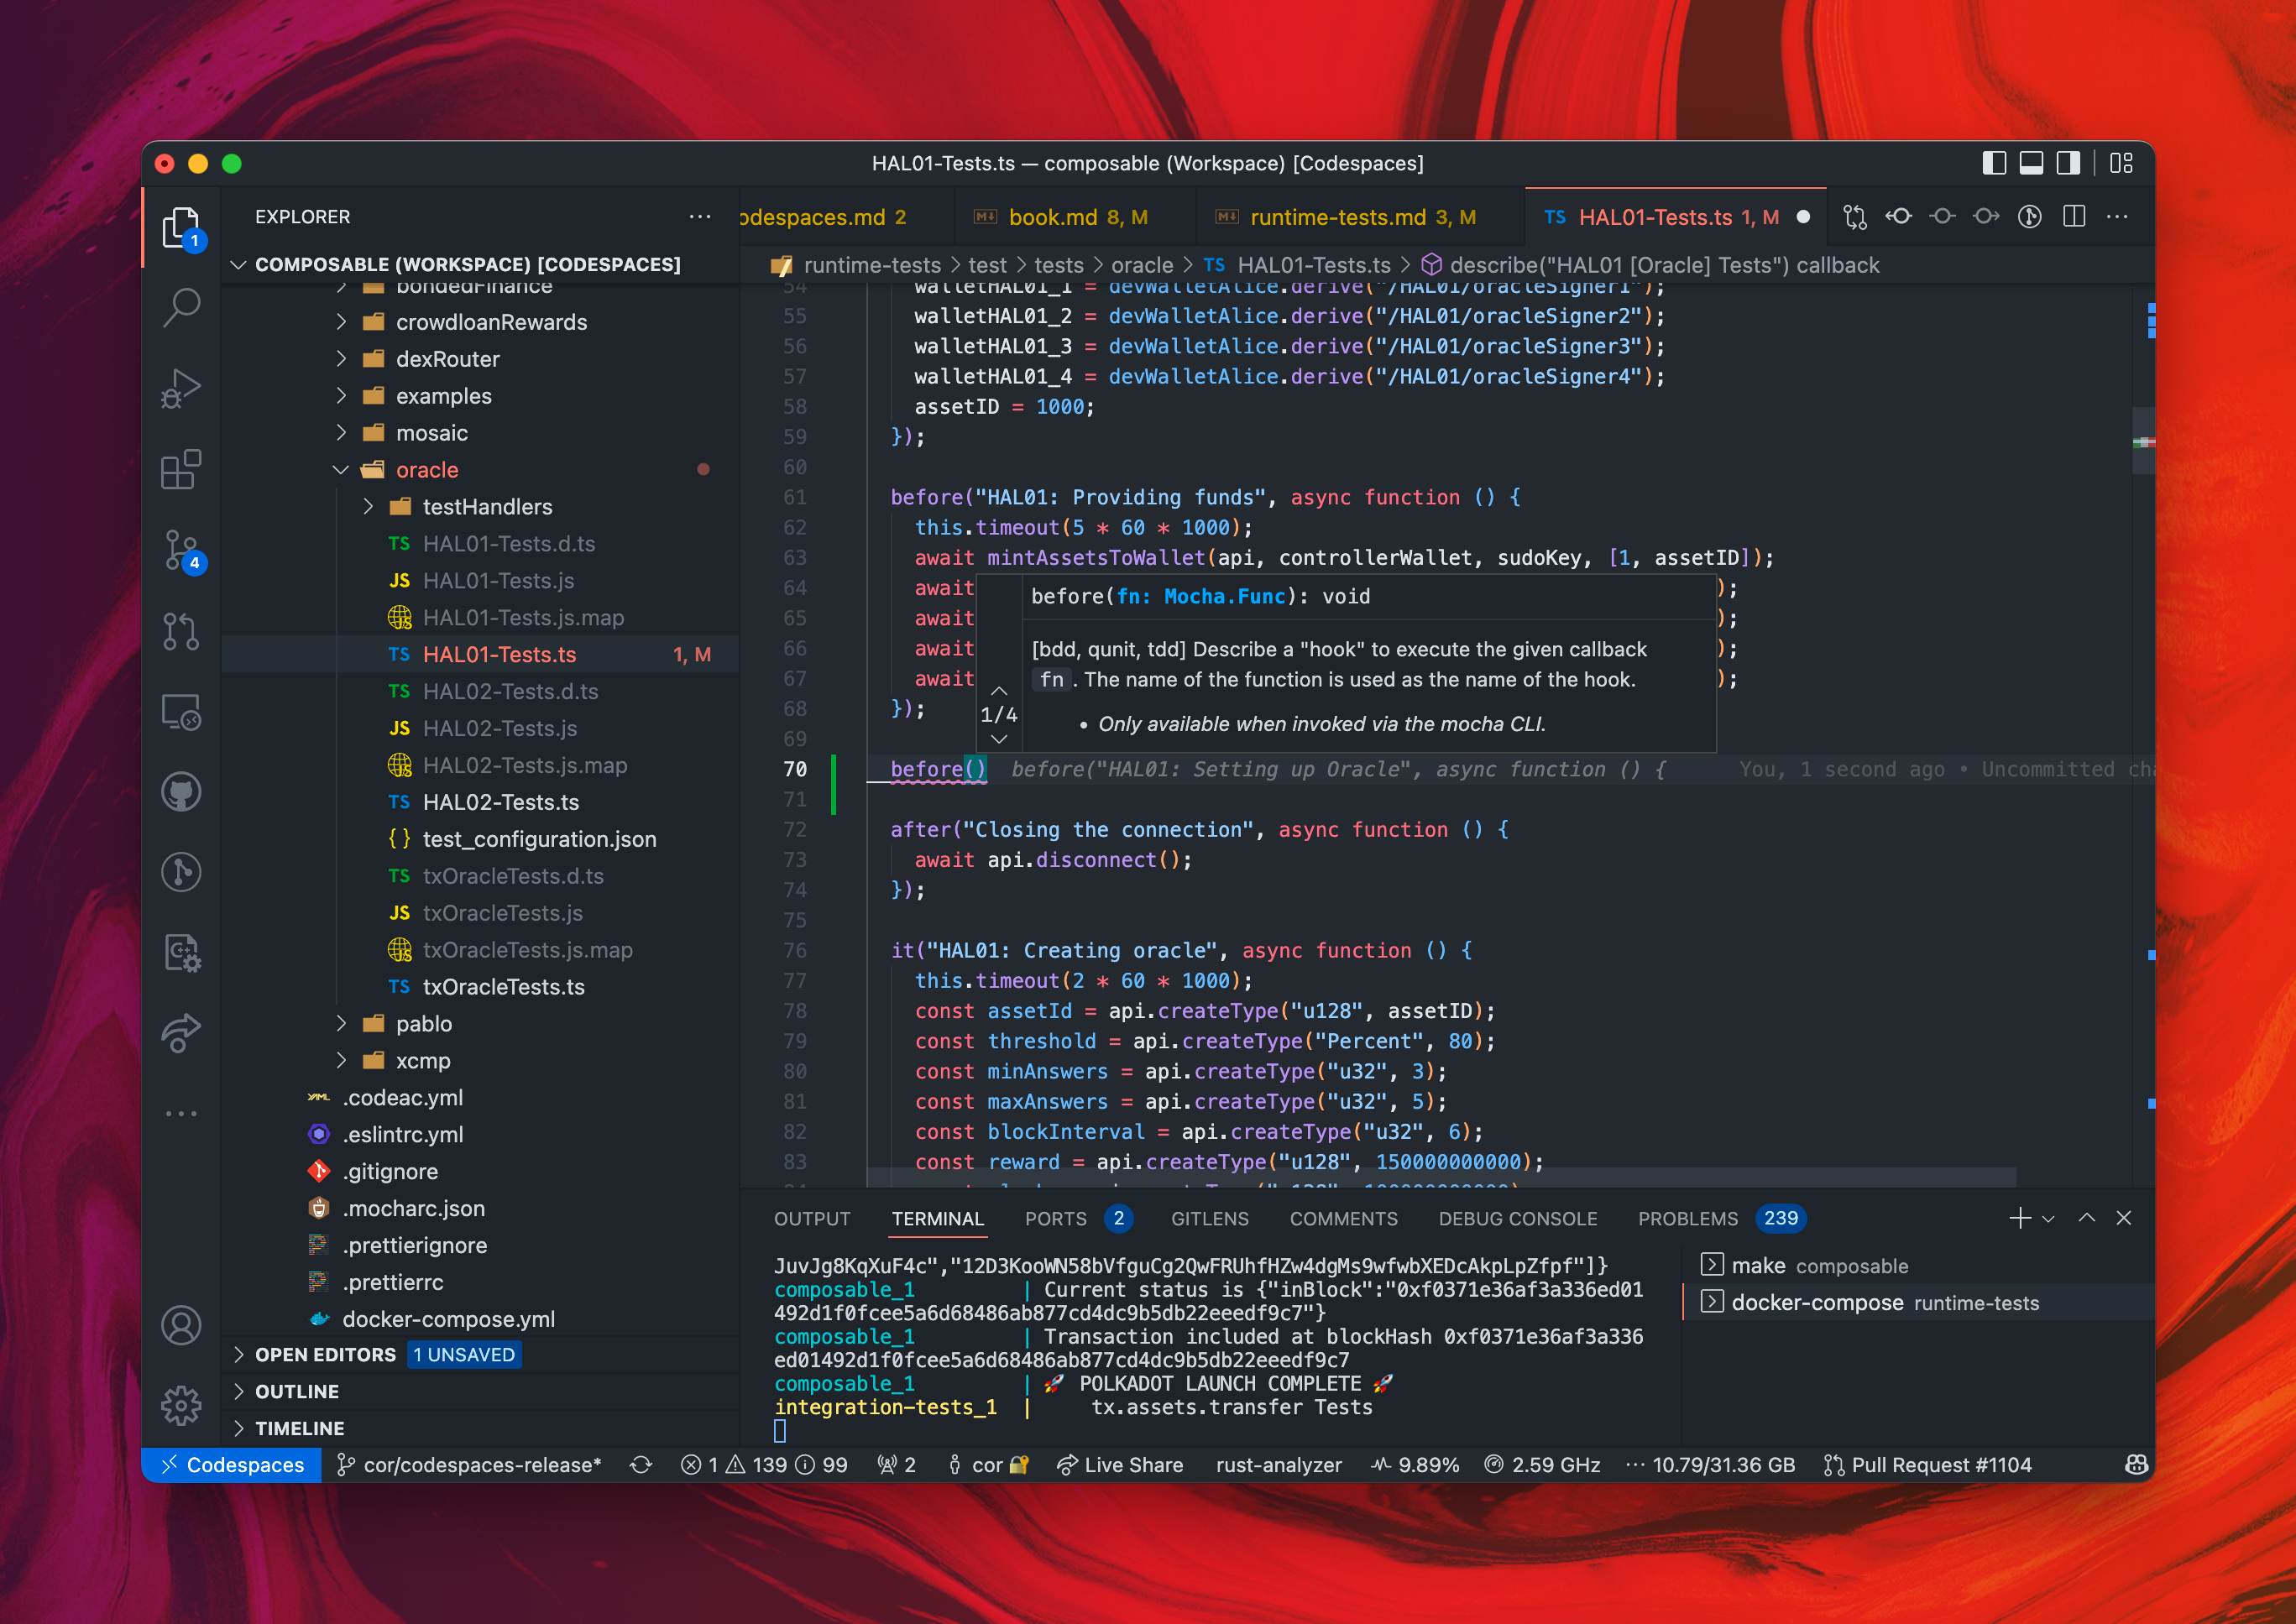 HAL01-Tests.ts — composable (Workspace) [Codespaces]
EXPLORER
1
4
COMPOSABLE (WORKSPACE) [CODESPACES]
bondedFinance
crowdloanRewards
dexRouter
examples
mosaic
oracle
testHandlers
TS HAL01-Tests.d.ts
JS HAL01-Tests.js
HAL01-Tests.js.map
TS HAL01-Tests.ts 1, M
TS HAL02-Tests.d.ts
JS HAL02-Tests.js
HAL02-Tests.js.map
TS HAL02-Tests.ts
{} test_configuration.json
TS txOracleTests.d.ts
JS txOracleTests.js
txOracleTests.js.map
TS txOracleTests.ts
pablo
xcmp
YAML .codeac.yml
.eslintrc.yml
.gitignore
.mocharc.json
.prettierignore
.prettierrc
docker-compose.yml
OPEN EDITORS 1 UNSAVED
OUTLINE
TIMELINE
odespaces.md 2 M↓ book.md 8, M M↓ runtime-tests.md 3, M TS HAL01-Tests.ts 1, M
runtime-tests > test > tests > oracle > TS HAL01-Tests.ts > describe("HAL01 [Oracle] Tests") callback
54 walletHAL01_1 = devWalletAlice.derive("/HAL01/oracleSigner1");
55 walletHAL01_2 = devWalletAlice.derive("/HAL01/oracleSigner2");
56 walletHAL01_3 = devWalletAlice.derive("/HAL01/oracleSigner3");
57 walletHAL01_4 = devWalletAlice.derive("/HAL01/oracleSigner4");
58 assetID = 1000;
59 });
60
61 before("HAL01: Providing funds", async function () {
62 this.timeout(5 * 60 * 1000);
63 await mintAssetsToWallet(api, controllerWallet, sudoKey, [1, assetID]);
64 await );
65 await );
66 await );
67 await );
68 });
69
before(fn: Mocha.Func): void
[bdd, qunit, tdd] Describe a "hook" to execute the given callback
fn. The name of the function is used as the name of the hook.
1/4
• Only available when invoked via the mocha CLI.
70 before() before("HAL01: Setting up Oracle", async function () { You, 1 second ago • Uncommitted cha
71
72 after("Closing the connection", async function () {
73 await api.disconnect();
74 });
75
76 it("HAL01: Creating oracle", async function () {
77 this.timeout(2 * 60 * 1000);
78 const assetId = api.createType("u128", assetID);
79 const threshold = api.createType("Percent", 80);
80 const minAnswers = api.createType("u32", 3);
81 const maxAnswers = api.createType("u32", 5);
82 const blockInterval = api.createType("u32", 6);
83 const reward = api.createType("u128", 150000000000);
OUTPUT TERMINAL PORTS 2 GITLENS COMMENTS DEBUG CONSOLE PROBLEMS 239
JuvJg8KqXuF4c","12D3KooWN58bVfguCg2QwFRUhfHZw4dgMs9wfwbXEDcAkpLpZfpf"]}
composable_1 | Current status is {"inBlock":"0xf0371e36af3a336ed01
492d1f0fcee5a6d68486ab877cd4dc9b5db22eeedf9c7"}
composable_1 | Transaction included at blockHash 0xf0371e36af3a336
ed01492d1f0fcee5a6d68486ab877cd4dc9b5db22eeedf9c7
composable_1 | 🚀 POLKADOT LAUNCH COMPLETE 🚀
integration-tests_1 | tx.assets.transfer Tests
make composable
docker-compose runtime-tests
Codespaces cor/codespaces-release* 1 139 99 2 cor 🔐 Live Share rust-analyzer 9.89% 2.59 GHz 10.79/31.36 GB Pull Request #1104